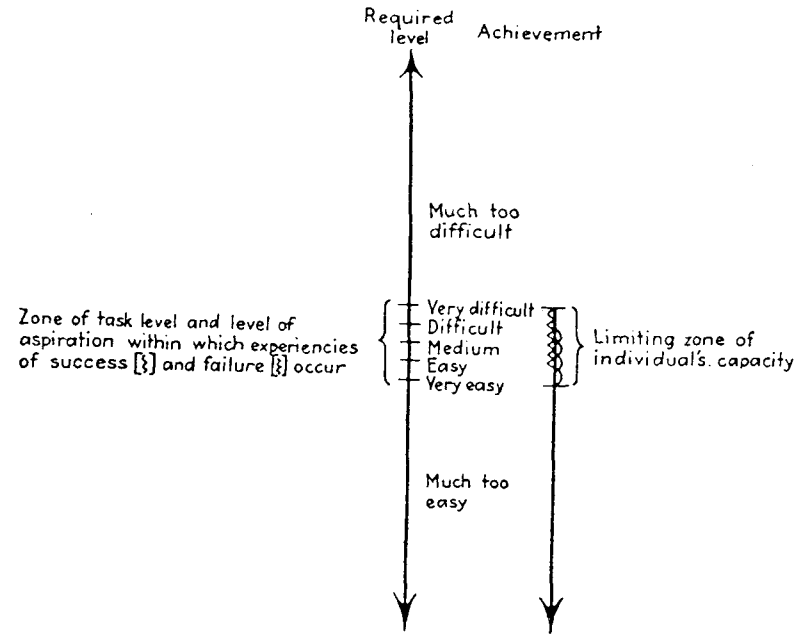 Required
level
Achievement
Much too
difficult
Zone of task level and level of
aspiration within which experiencies
of success [}] and failure [}] occur
Very difficult
Difficult
Medium
Easy
Very easy
Limiting zone of
individual's. capacity
Much too
easy